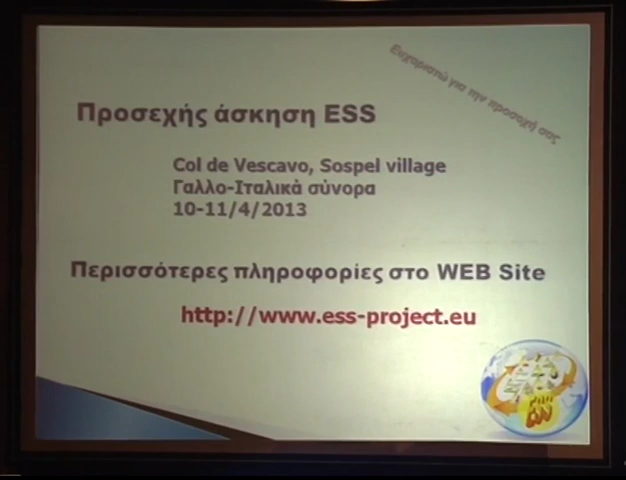 Ευχαριστώ για την προσοχή σας
Προσεχής άσκηση ESS
Col de Vescavo, Sospel village
Γαλλο-Ιταλικά σύνορα
10-11/4/2013
Περισσότερες πληροφορίες στο WEB Site
http://www.ess-project.eu